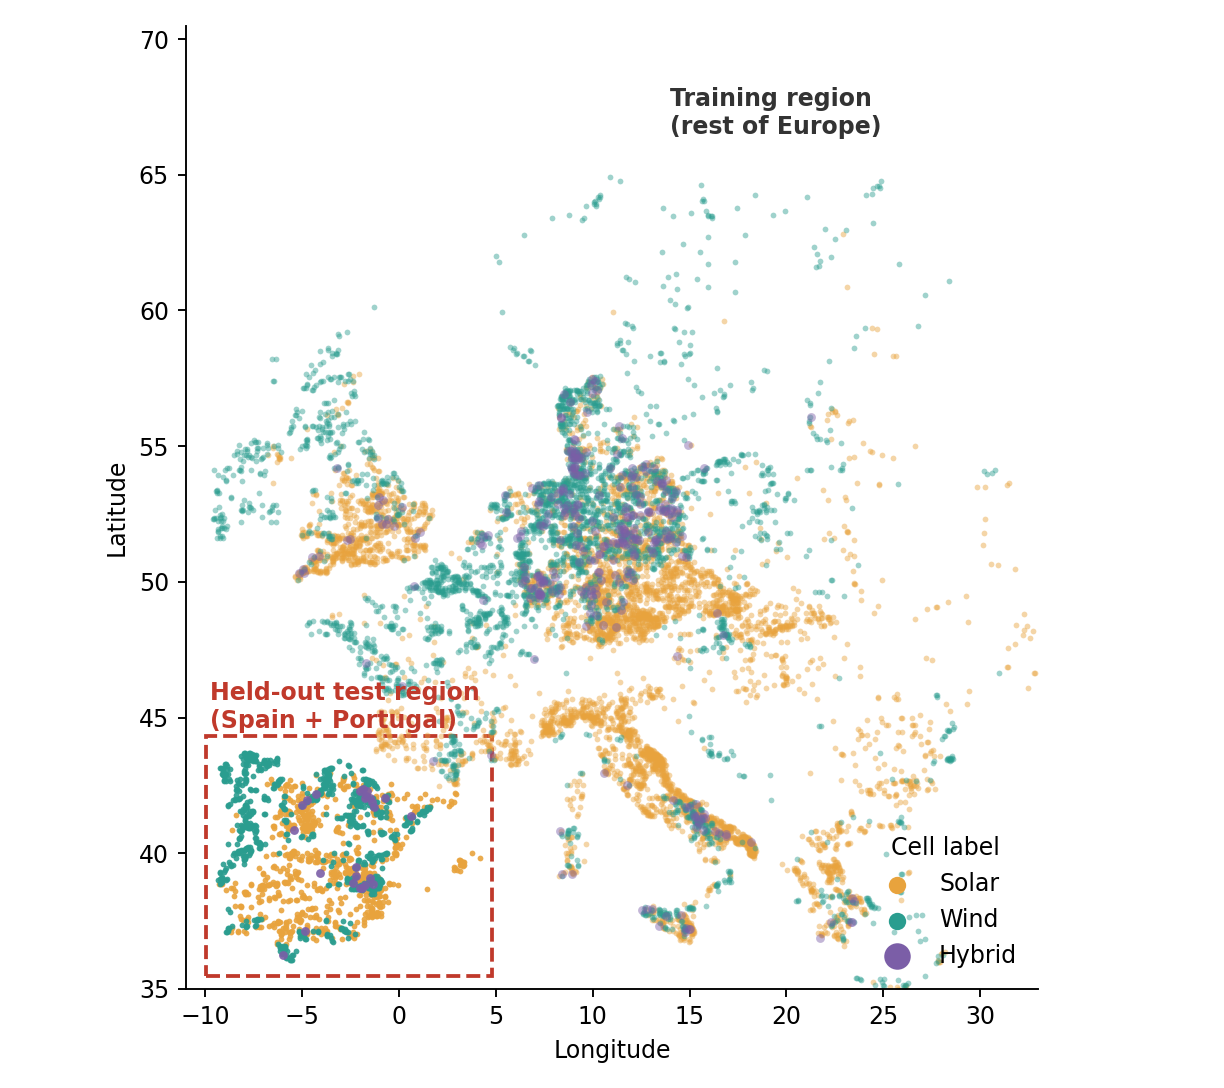 70
65
60
55
50
45
40
35
Latitude
Training region
(rest of Europe)
Held-out test region
(Spain + Portugal)
Cell label
Solar
Wind
Hybrid
−10
−5
0
5
10
15
20
25
30
Longitude